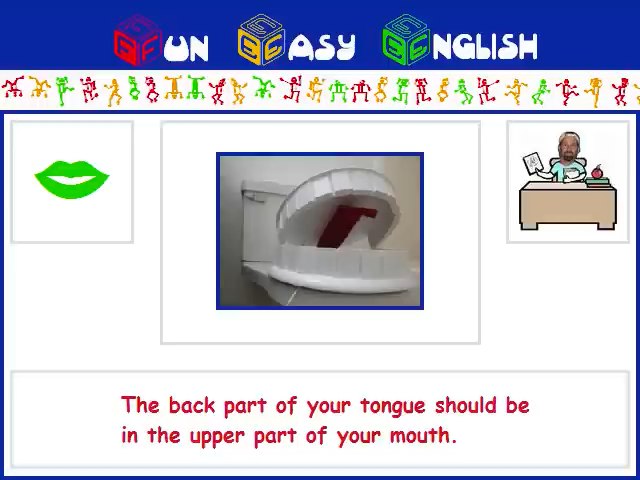 FUN EASY ENGLISH
The back part of your tongue should be
in the upper part of your mouth.